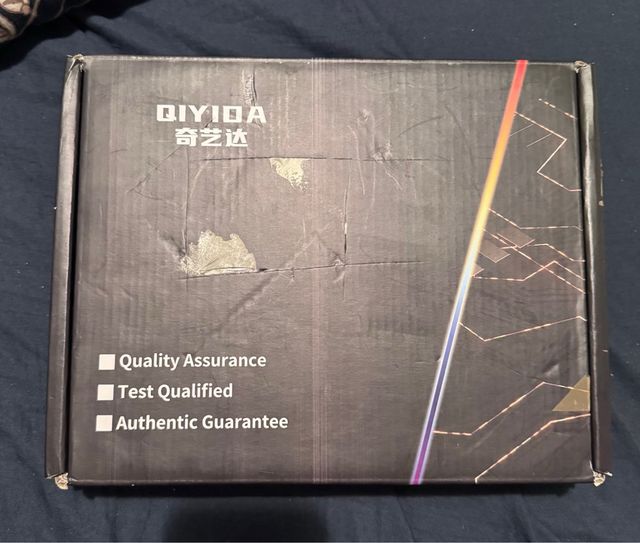 QIYIDA
奇艺达
Quality Assurance
Test Qualified
Authentic Guarantee